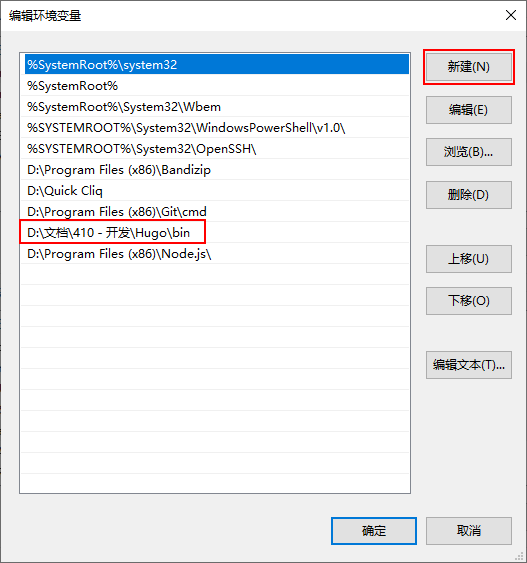 编辑环境变量
%SystemRoot%\system32
新建(N)
%SystemRoot%
%SystemRoot%\System32\Wbem
编辑(E)
%SYSTEMROOT%\System32\WindowsPowerShell\v1.0\
%SYSTEMROOT%\System32\OpenSSH\
浏览(B)...
D:\Program Files (x86)\Bandizip
D:\Quick Cliq
删除(D)
D:\Program Files (x86)\Git\cmd
D:\文档\410 - 开发\Hugo\bin
D:\Program Files (x86)\Node.js\
上移(U)
下移(O)
编辑文本(T)...
确定
取消